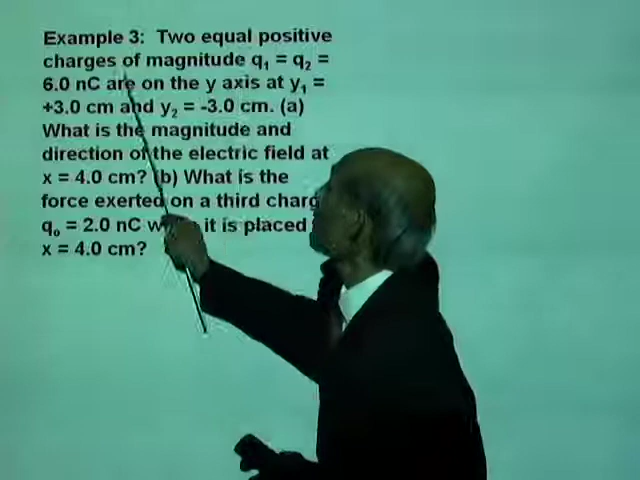 Example 3: Two equal positive
charges of magnitude q₁ = q₂ =
6.0 nC are on the y axis at y₁ =
+3.0 cm and y₂ = -3.0 cm. (a)
What is the magnitude and
direction of the electric field at
x = 4.0 cm? (b) What is the
force exerted on a third
q₀ = 2.0 nC it is placed
x = 4.0 cm?